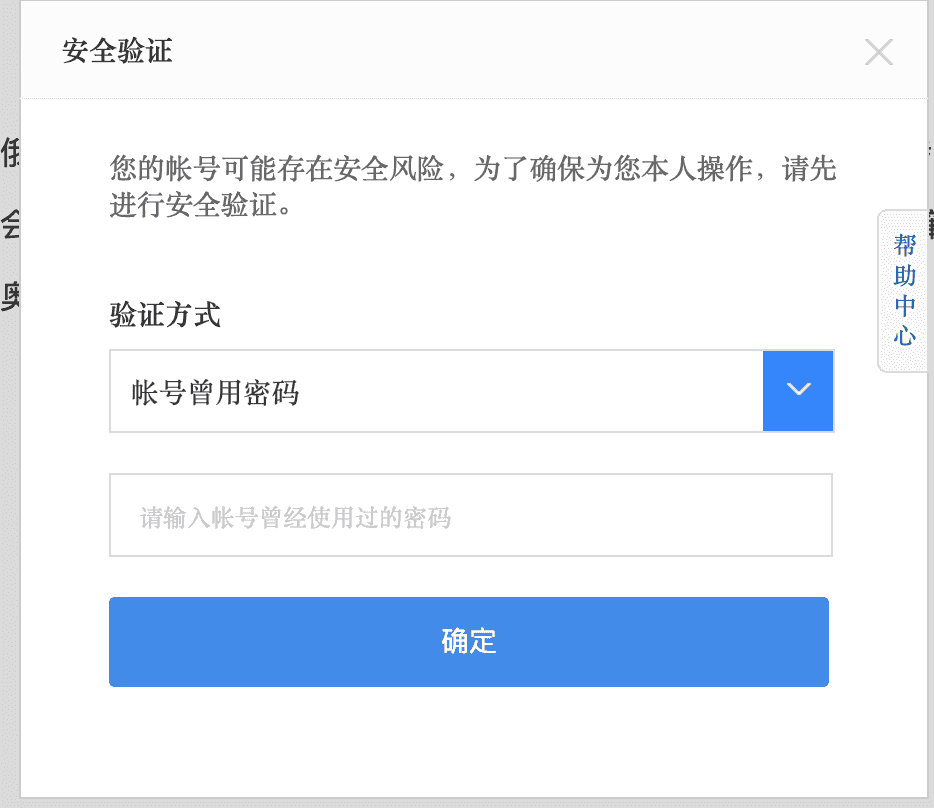 安全验证
您的帐号可能存在安全风险，为了确保为您本人操作，请先
进行安全验证。
帮助中心
验证方式
帐号曾用密码
请输入帐号曾经使用过的密码
确定